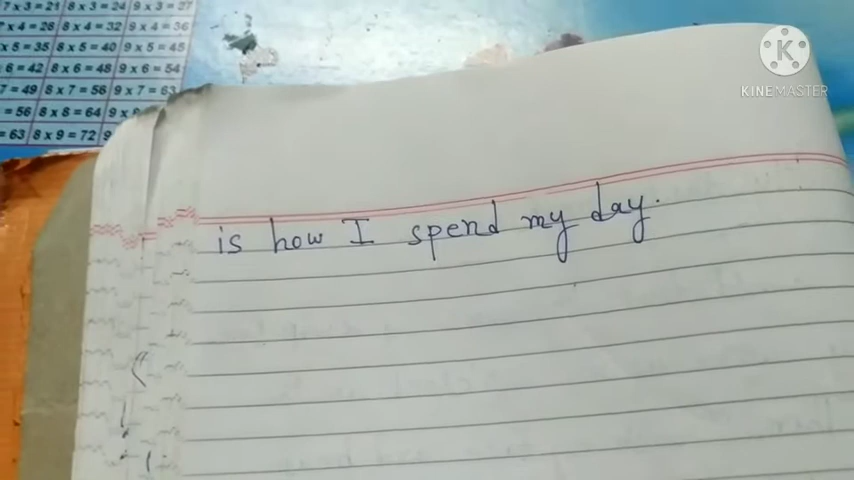 7 x 3 = 21 8 x 3 = 24 9 x 3 = 27
x 4 = 28 8 x 4 = 32 9 x 4 = 36
x 5 = 35 8 x 5 = 40 9 x 5 = 45
6 = 42 8 x 6 = 48 9 x 6 = 54
= 49 8 x 7 = 56 9 x 7 = 63
= 56 8 x 8 = 64 9 x
= 63 8 x 9 = 72 9
KINEMASTER
is how I spend my day.